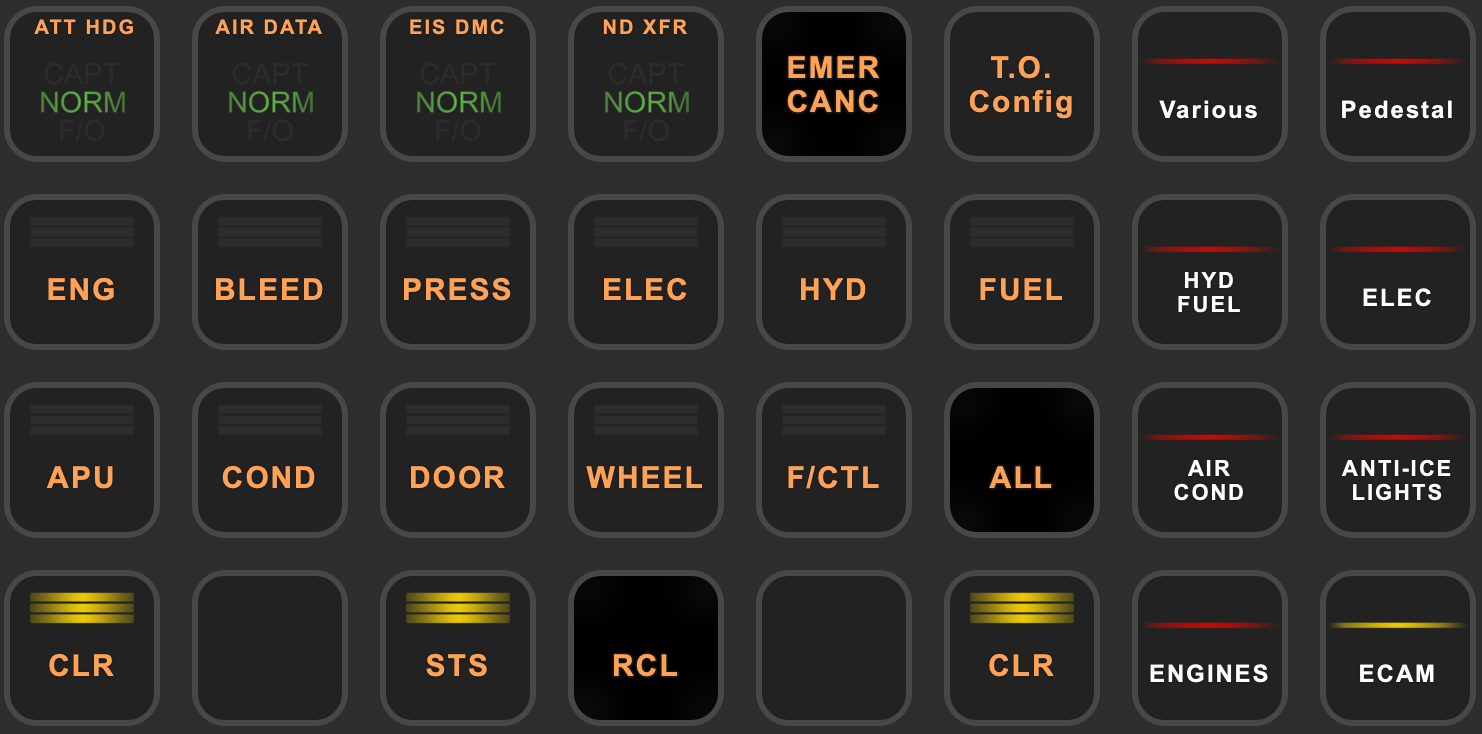 ATT HDG
CAPT
NORM
F/O
AIR DATA
CAPT
NORM
F/O
EIS DMC
CAPT
NORM
F/O
ND XFR
CAPT
NORM
F/O
EMER
CANC
T.O.
Config
Various
Pedestal
ENG
BLEED
PRESS
ELEC
HYD
FUEL
HYD
FUEL
ELEC
APU
COND
DOOR
WHEEL
F/CTL
ALL
AIR
COND
ANTI-ICE
LIGHTS
CLR
STS
RCL
CLR
ENGINES
ECAM